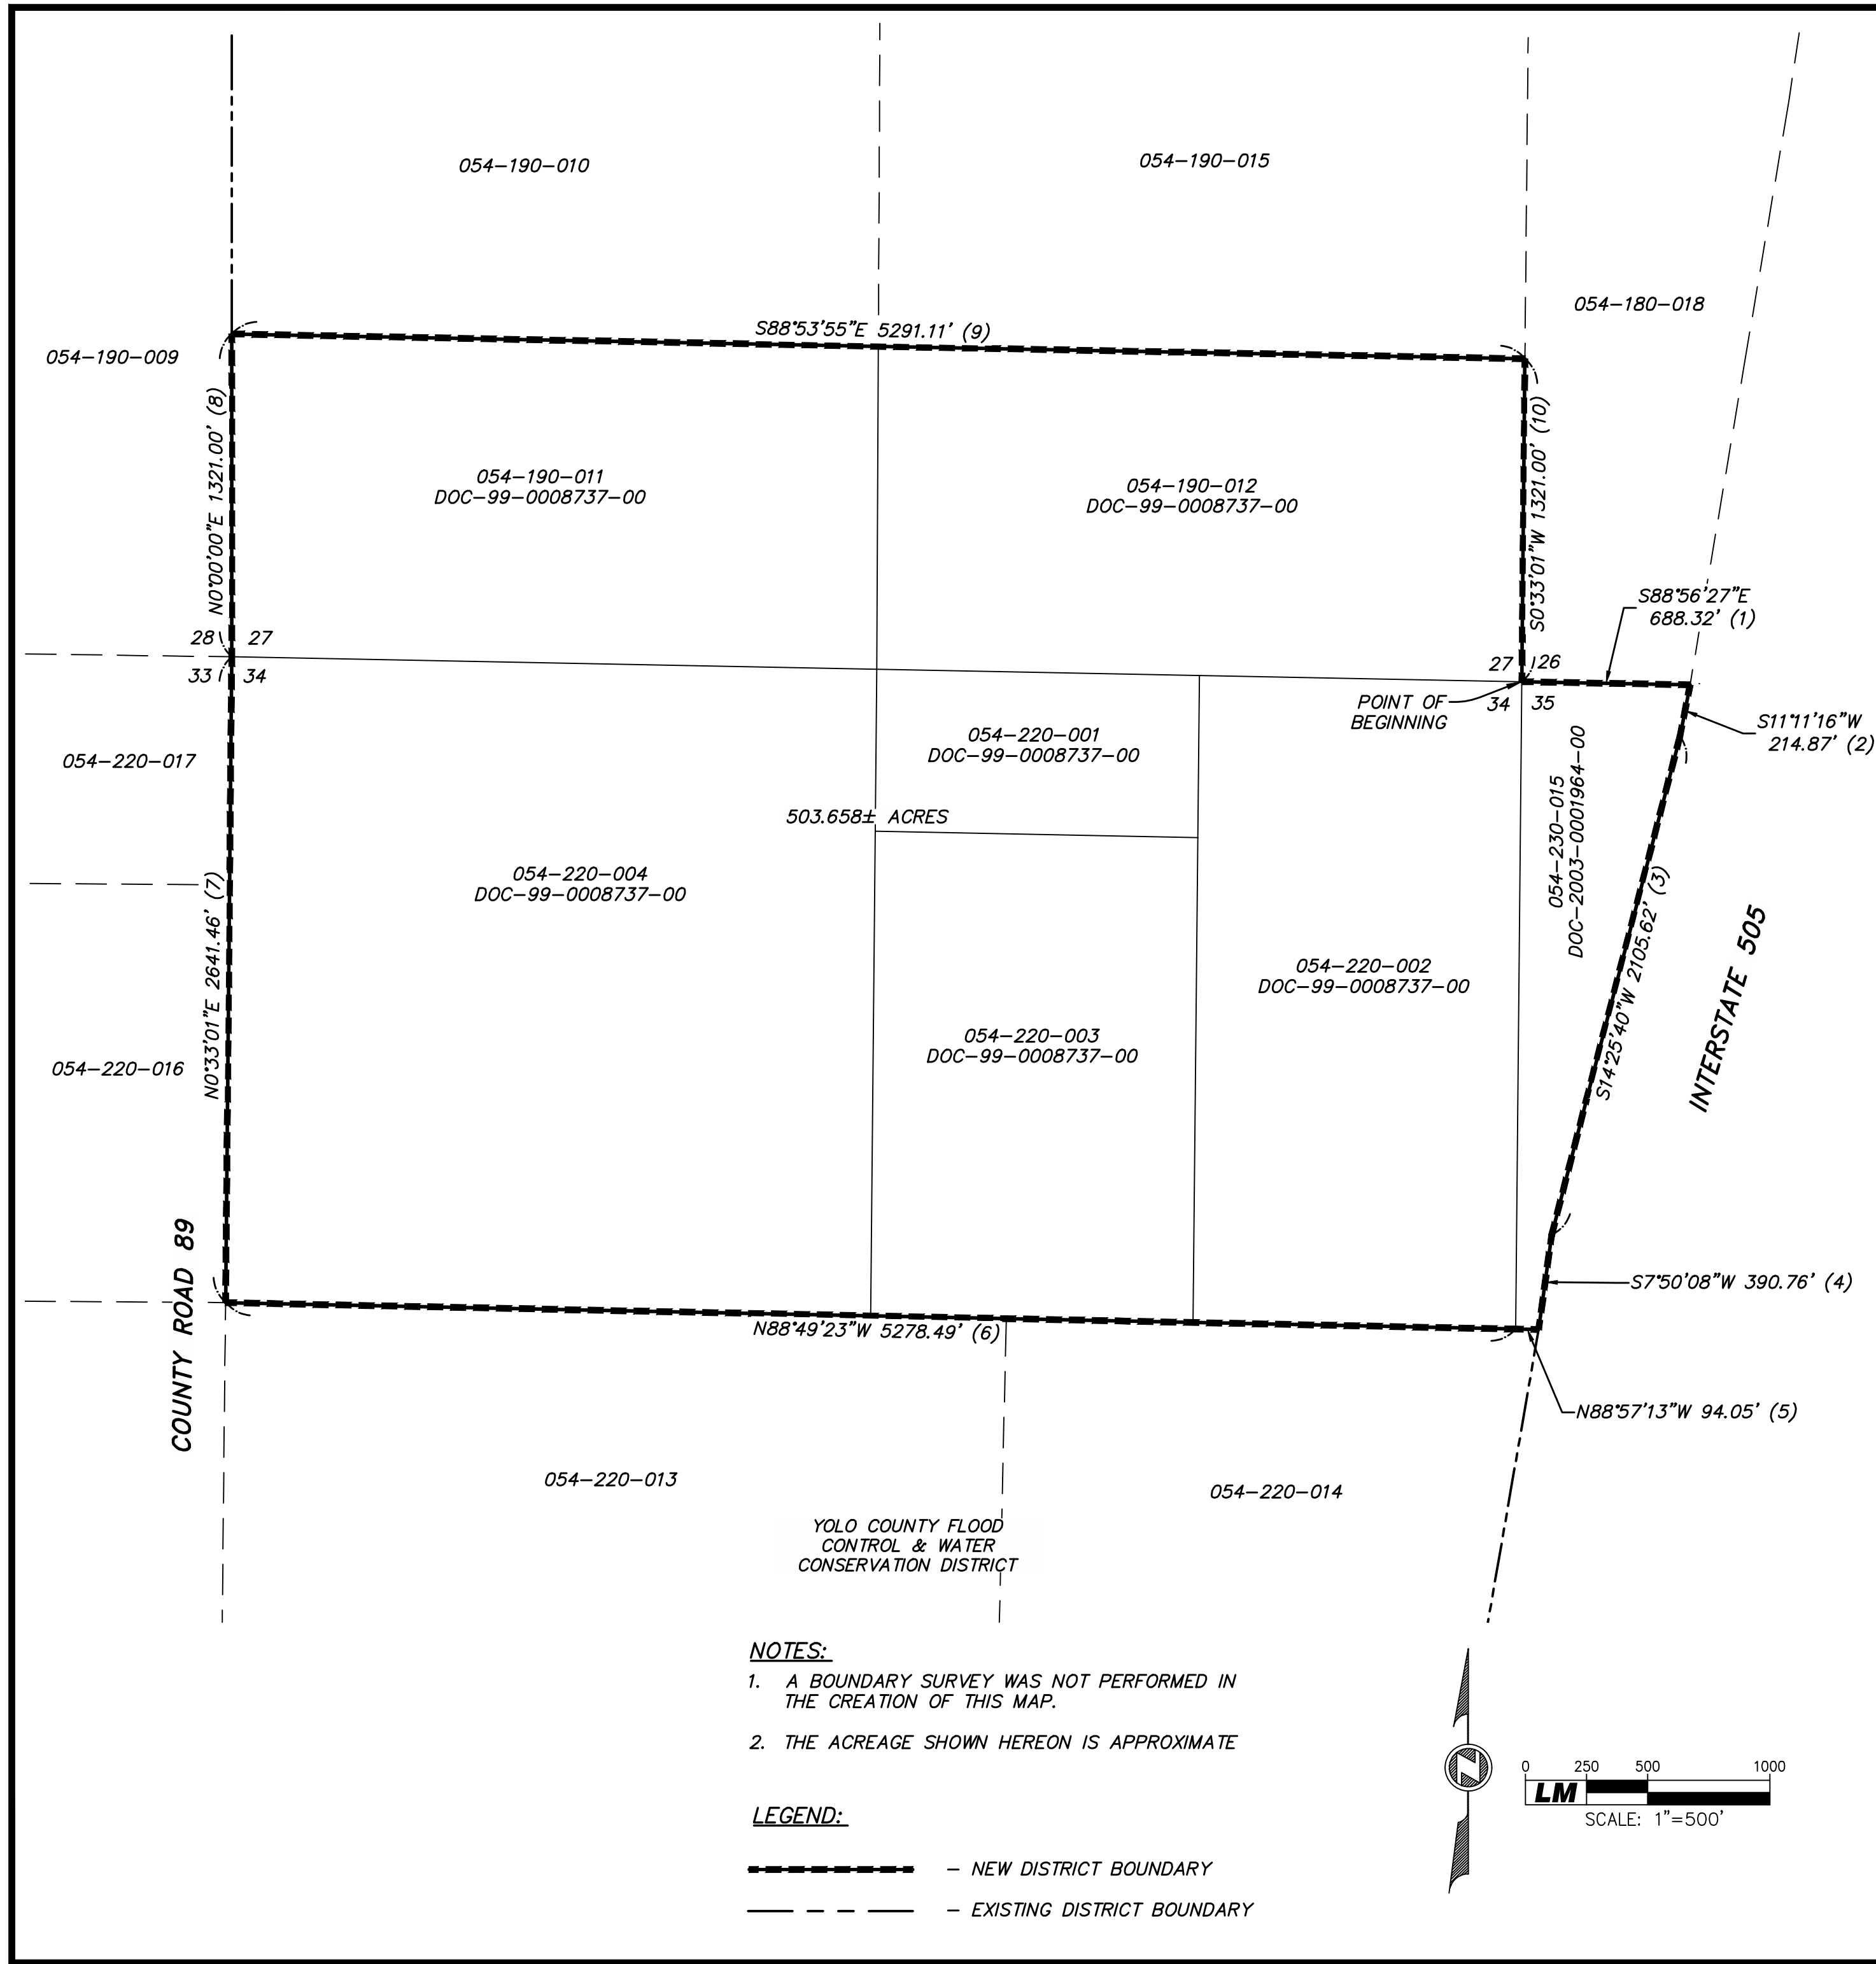 054-190-010
054-190-015
054-180-018
S88°53'55"E 5291.11' (9)
054-190-009
N0°00'00"E 1321.00' (8)
054-190-011
DOC-99-0008737-00
054-190-012
DOC-99-0008737-00
S0°33'01"W 1321.00' (10)
S88°56'27"E
688.32' (1)
28 27
33 34
27 26
34 35
POINT OF
BEGINNING
S11°11'16"W
214.87' (2)
054-220-017
054-220-001
DOC-99-0008737-00
054-230-015
DOC-2003-0001964-00
503.658± ACRES
054-220-004
DOC-99-0008737-00
N0°33'01"E 2641.46' (7)
S14°25'40"W 2105.62' (3)
INTERSTATE 505
054-220-002
DOC-99-0008737-00
054-220-003
DOC-99-0008737-00
054-220-016
COUNTY ROAD 89
S7°50'08"W 390.76' (4)
N88°49'23"W 5278.49' (6)
N88°57'13"W 94.05' (5)
054-220-013
054-220-014
YOLO COUNTY FLOOD
CONTROL & WATER
CONSERVATION DISTRICT
NOTES:
1. A BOUNDARY SURVEY WAS NOT PERFORMED IN
THE CREATION OF THIS MAP.
2. THE ACREAGE SHOWN HEREON IS APPROXIMATE
N
0 250 500 1000
LM
SCALE: 1"=500'
LEGEND:
– NEW DISTRICT BOUNDARY
– EXISTING DISTRICT BOUNDARY